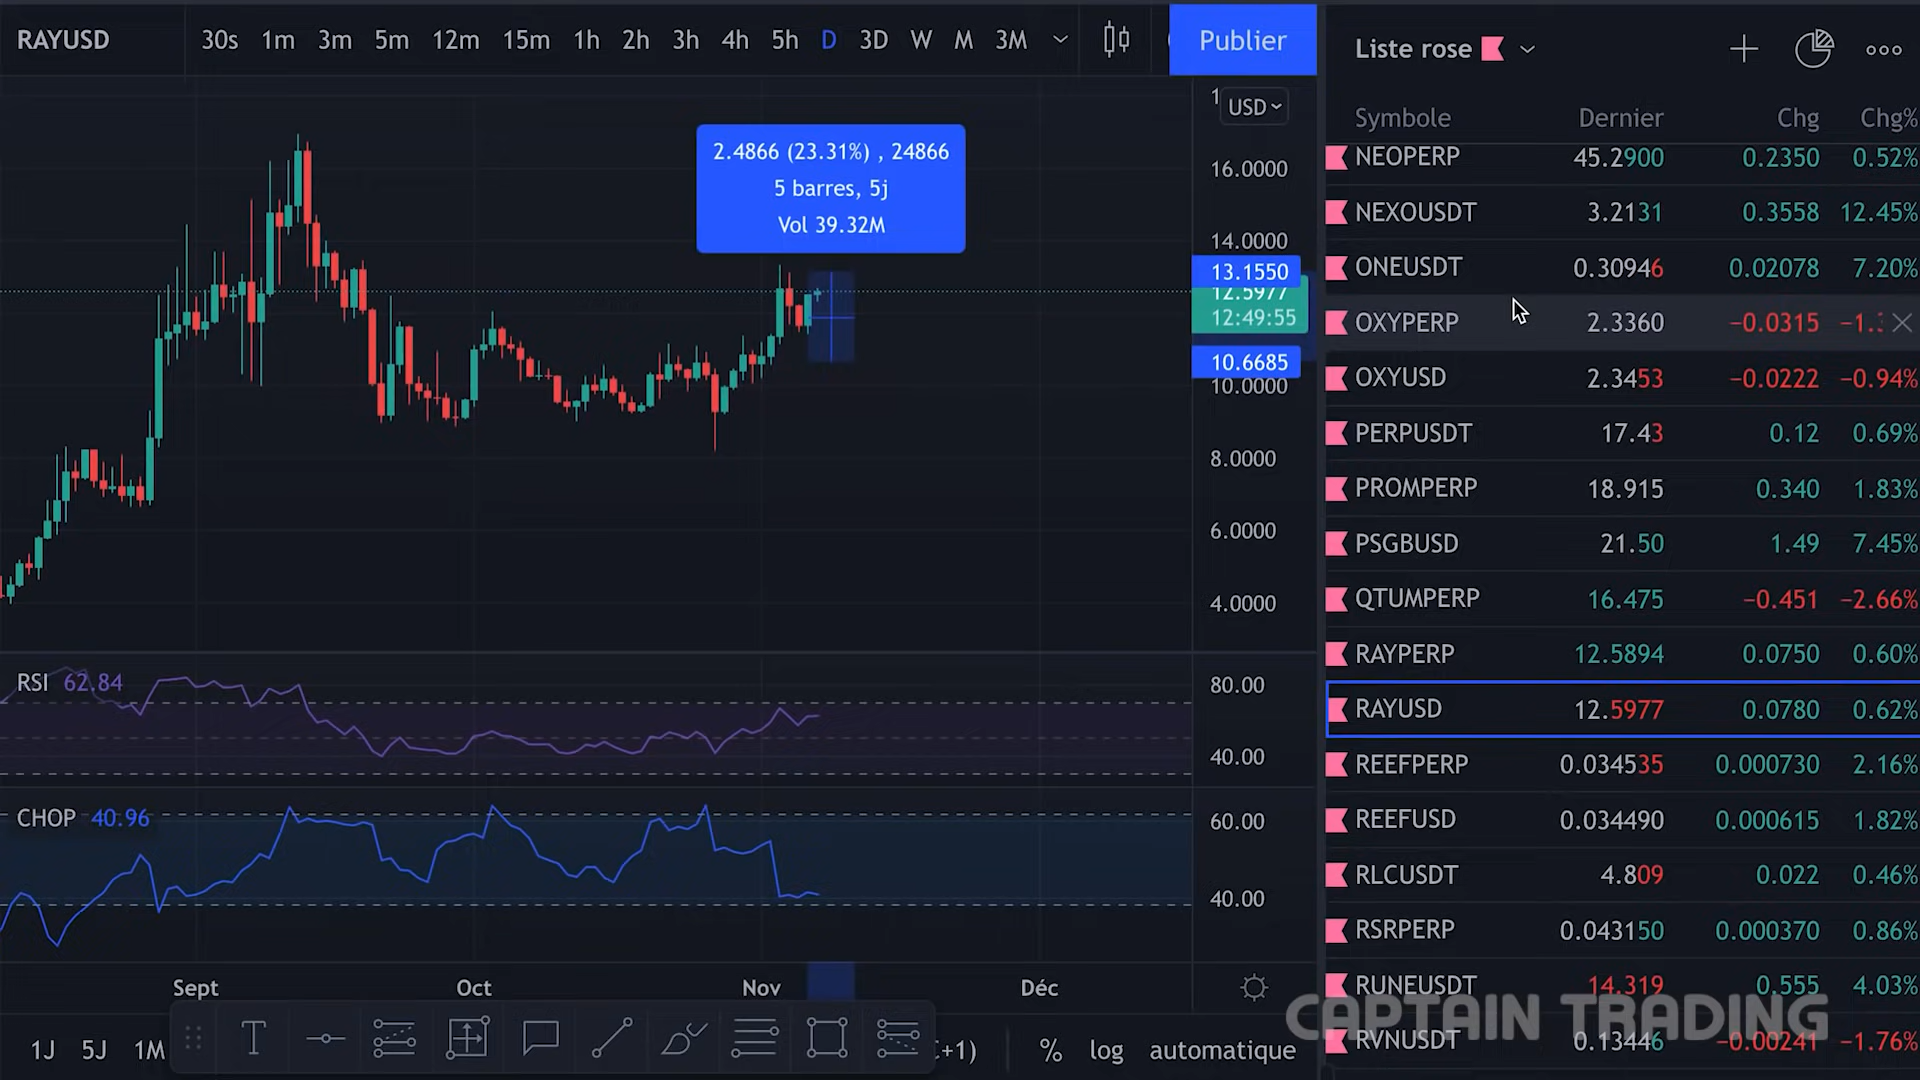 RAYUSD 30s 1m 3m 5m 12m 15m 1h 2h 3h 4h 5h D 3D W M 3M Publier
Liste rose
USD
Symbole Dernier Chg Chg%
NEOPERP 45.2900 0.2350 0.52%
NEXOUSDT 3.2131 0.3558 12.45%
ONEUSDT 0.30946 0.02078 7.20%
OXYPERP 2.3360 −0.0315
OXYUSD 2.3453 −0.0222 −0.94%
PERPUSDT 17.43 0.12 0.69%
PROMPERP 18.915 0.340 1.83%
PSGBUSD 21.50 1.49 7.45%
QTUMPERP 16.475 −0.451 −2.66%
RAYPERP 12.5894 0.0750 0.60%
RAYUSD 12.5977 0.0780 0.62%
REEFPERP 0.034535 0.000730 2.16%
REEFUSD 0.034490 0.000615 1.82%
RLCUSDT 4.809 0.022 0.46%
RSRPERP 0.043150 0.000370 0.86%
RUNEUSDT 14.319 0.555 4.03%
RVNUSDT 0.13446 −0.00241 −1.76%
CAPTAIN TRADING
2.4866 (23.31%) , 24866
5 barres, 5j
Vol 39.32M
16.0000
14.0000
13.1550
12.5977
12:49:55
10.6685
10.0000
8.0000
6.0000
4.0000
RSI 62.84
80.00
40.00
CHOP 40.96
60.00
40.00
Sept Oct Nov Déc
1J 5J 1M +1) % log automatique